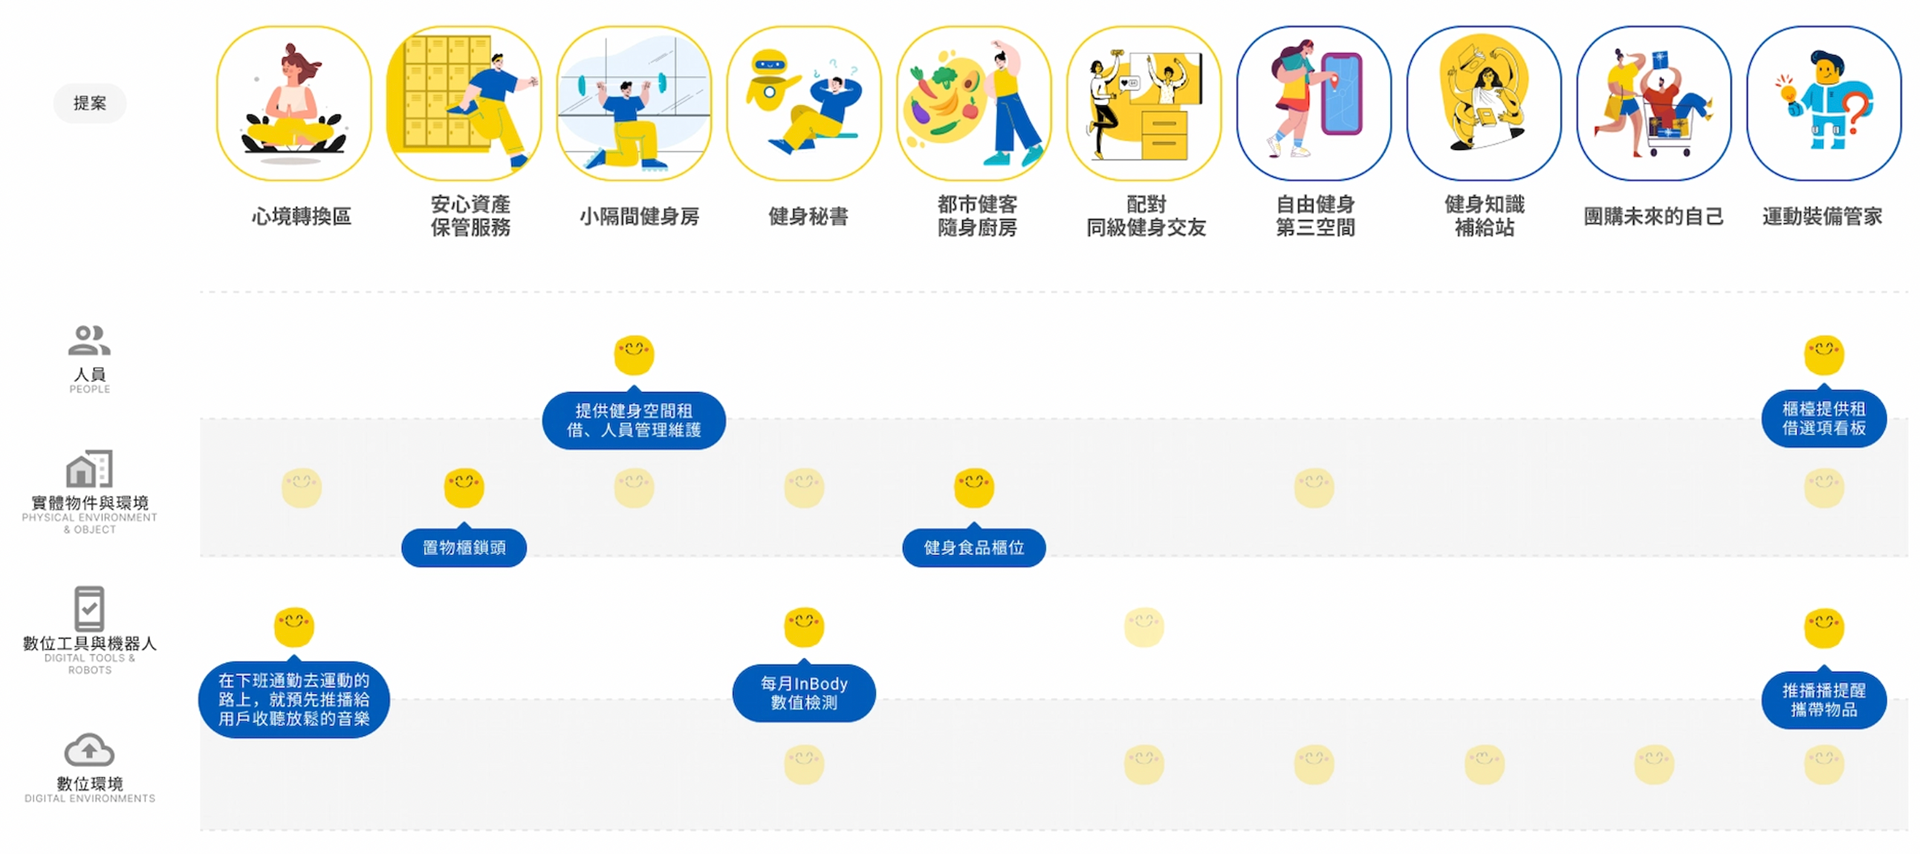 提案
心境轉換區
安心資產
保管服務
小隔間健身房
健身秘書
都市健客
隨身廚房
配對
同級健身交友
自由健身
第三空間
健身知識
補給站
團購未來的自己
運動裝備管家
人員
PEOPLE
提供健身空間租
借、人員管理維護
櫃檯提供租
借選項看板
實體物件與環境
PHYSICAL ENVIRONMENT
& OBJECT
置物櫃鎖頭
健身食品櫃位
數位工具與機器人
DIGITAL TOOLS &
ROBOTS
在下班通勤去運動的
路上，就預先推播給
用戶收聽放鬆的音樂
每月InBody
數值檢測
推播播提醒
攜帶物品
數位環境
DIGITAL ENVIRONMENTS